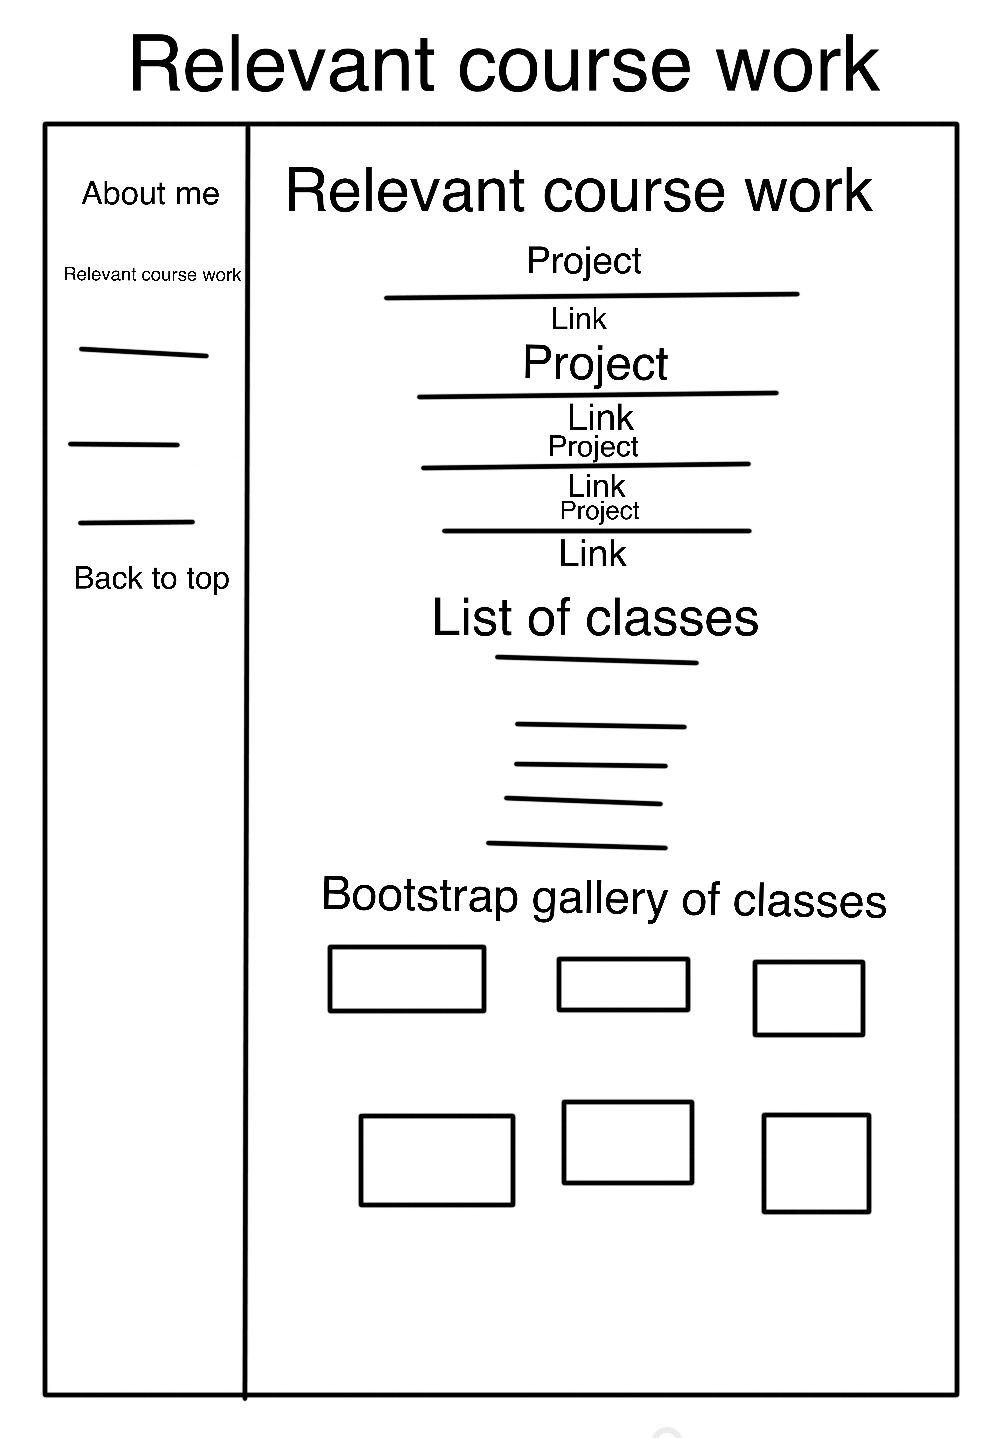 Relevant course work
About me
Relevant course work
Back to top
Relevant course work
Project
Link
Project
Link
Project
Link
Project
Link
List of classes
Bootstrap gallery of classes